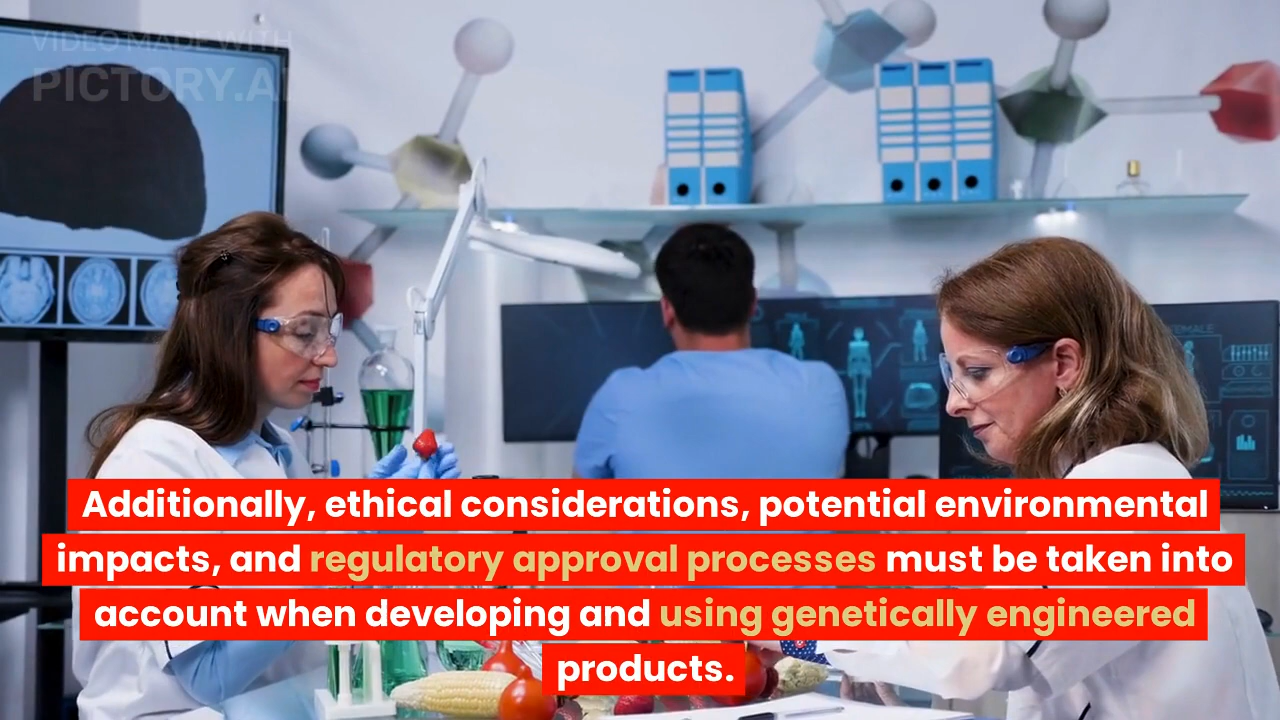 VIDEO MADE WITH
PICTORY.AI
FEMALE
Additionally, ethical considerations, potential environmental
impacts, and regulatory approval processes must be taken into
account when developing and using genetically engineered
products.